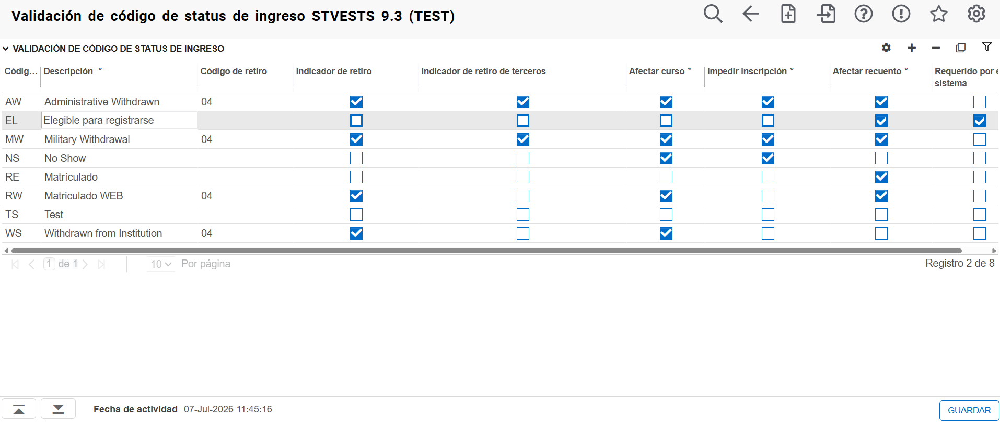 Validación de código de status de ingreso STVESTS 9.3 (TEST)
VALIDACIÓN DE CÓDIGO DE STATUS DE INGRESO
Códig... Descripción * Código de retiro Indicador de retiro Indicador de retiro de terceros Afectar curso * Impedir inscripción * Afectar recuento * Requerido por e
sistema
AW Administrative Withdrawn 04
EL Elegible para registrarse
MW Military Withdrawal 04
NS No Show
RE Matrículado
RW Matriculado WEB 04
TS Test
WS Withdrawn from Institution 04
1 de 1 10 Por página Registro 2 de 8
Fecha de actividad 07-Jul-2026 11:45:16 GUARDAR